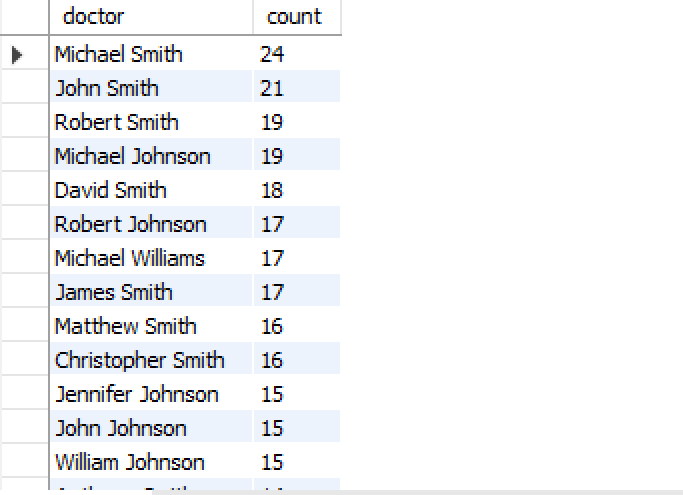 doctor count
Michael Smith 24
John Smith 21
Robert Smith 19
Michael Johnson 19
David Smith 18
Robert Johnson 17
Michael Williams 17
James Smith 17
Matthew Smith 16
Christopher Smith 16
Jennifer Johnson 15
John Johnson 15
William Johnson 15